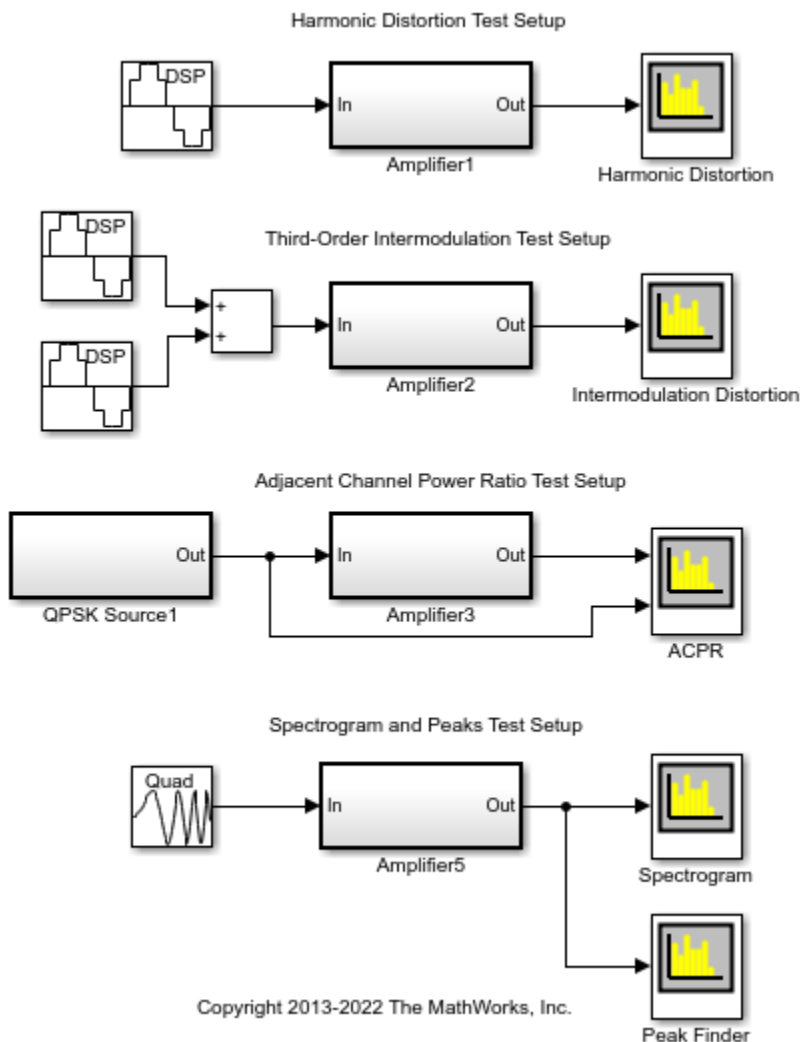 Harmonic Distortion Test Setup
DSP
In
Out
Amplifier1
Harmonic Distortion
DSP
Third-Order Intermodulation Test Setup
+
+
In
Out
DSP
Amplifier2
Intermodulation Distortion
Adjacent Channel Power Ratio Test Setup
Out
In
Out
QPSK Source1
Amplifier3
ACPR
Spectrogram and Peaks Test Setup
Quad
In
Out
Amplifier5
Spectrogram
Copyright 2013-2022 The MathWorks, Inc.
Peak Finder